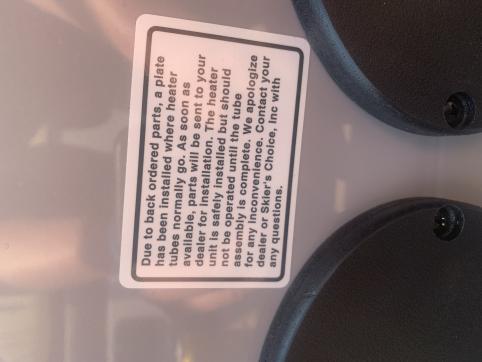 Due to back ordered parts, a plate
has been installed where heater
tubes normally go. As soon as
available, parts will be sent to your
dealer for installation. The heater
unit is safely installed but should
not be operated until the tube
assembly is complete. We apologize
for any inconvenience. Contact your
dealer or Skier's Choice, Inc with
any questions.